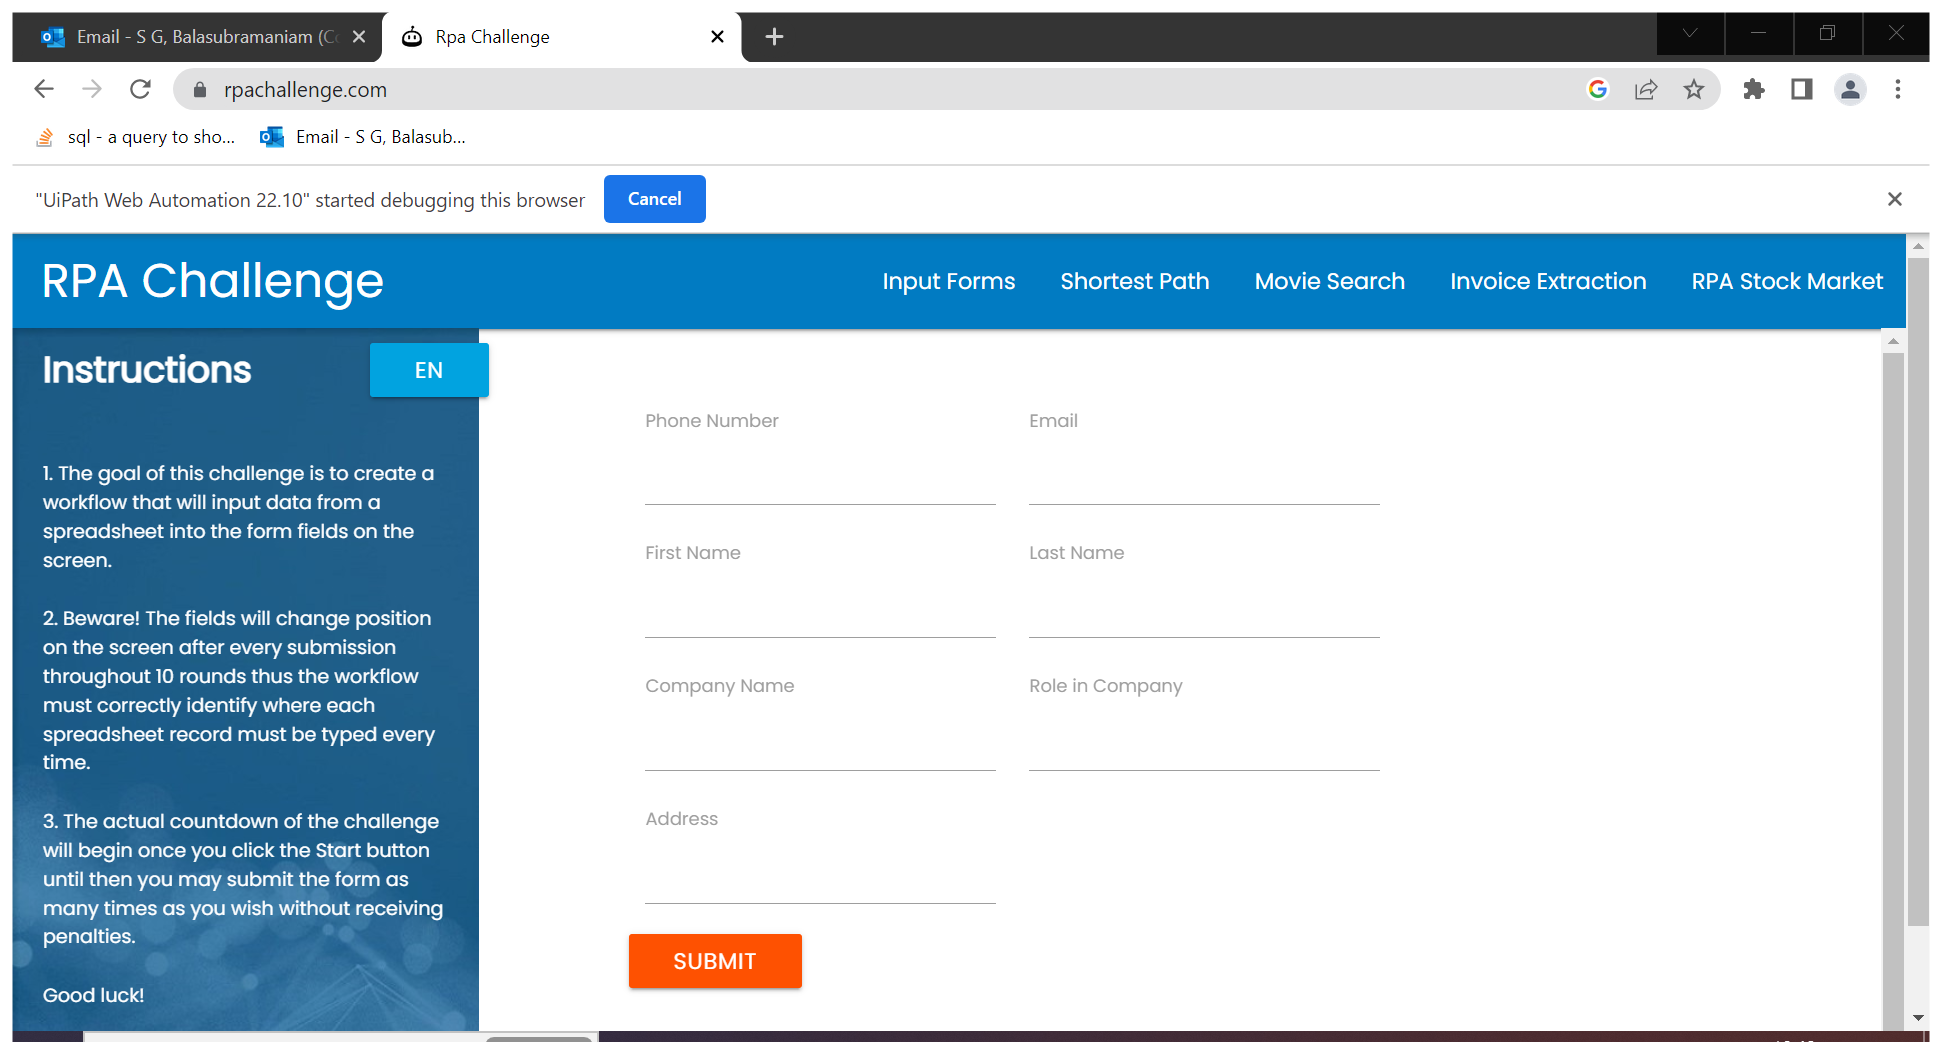 Email - S G, Balasubramaniam (Co
Rpa Challenge
rpachallenge.com
sql - a query to sho...
Email - S G, Balasub...
"UiPath Web Automation 22.10" started debugging this browser
Cancel
RPA Challenge
Input Forms
Shortest Path
Movie Search
Invoice Extraction
RPA Stock Market
Instructions
EN
1. The goal of this challenge is to create a
workflow that will input data from a
spreadsheet into the form fields on the
screen.
2. Beware! The fields will change position
on the screen after every submission
throughout 10 rounds thus the workflow
must correctly identify where each
spreadsheet record must be typed every
time.
3. The actual countdown of the challenge
will begin once you click the Start button
until then you may submit the form as
many times as you wish without receiving
penalties.
Good luck!
Phone Number
Email
First Name
Last Name
Company Name
Role in Company
Address
SUBMIT